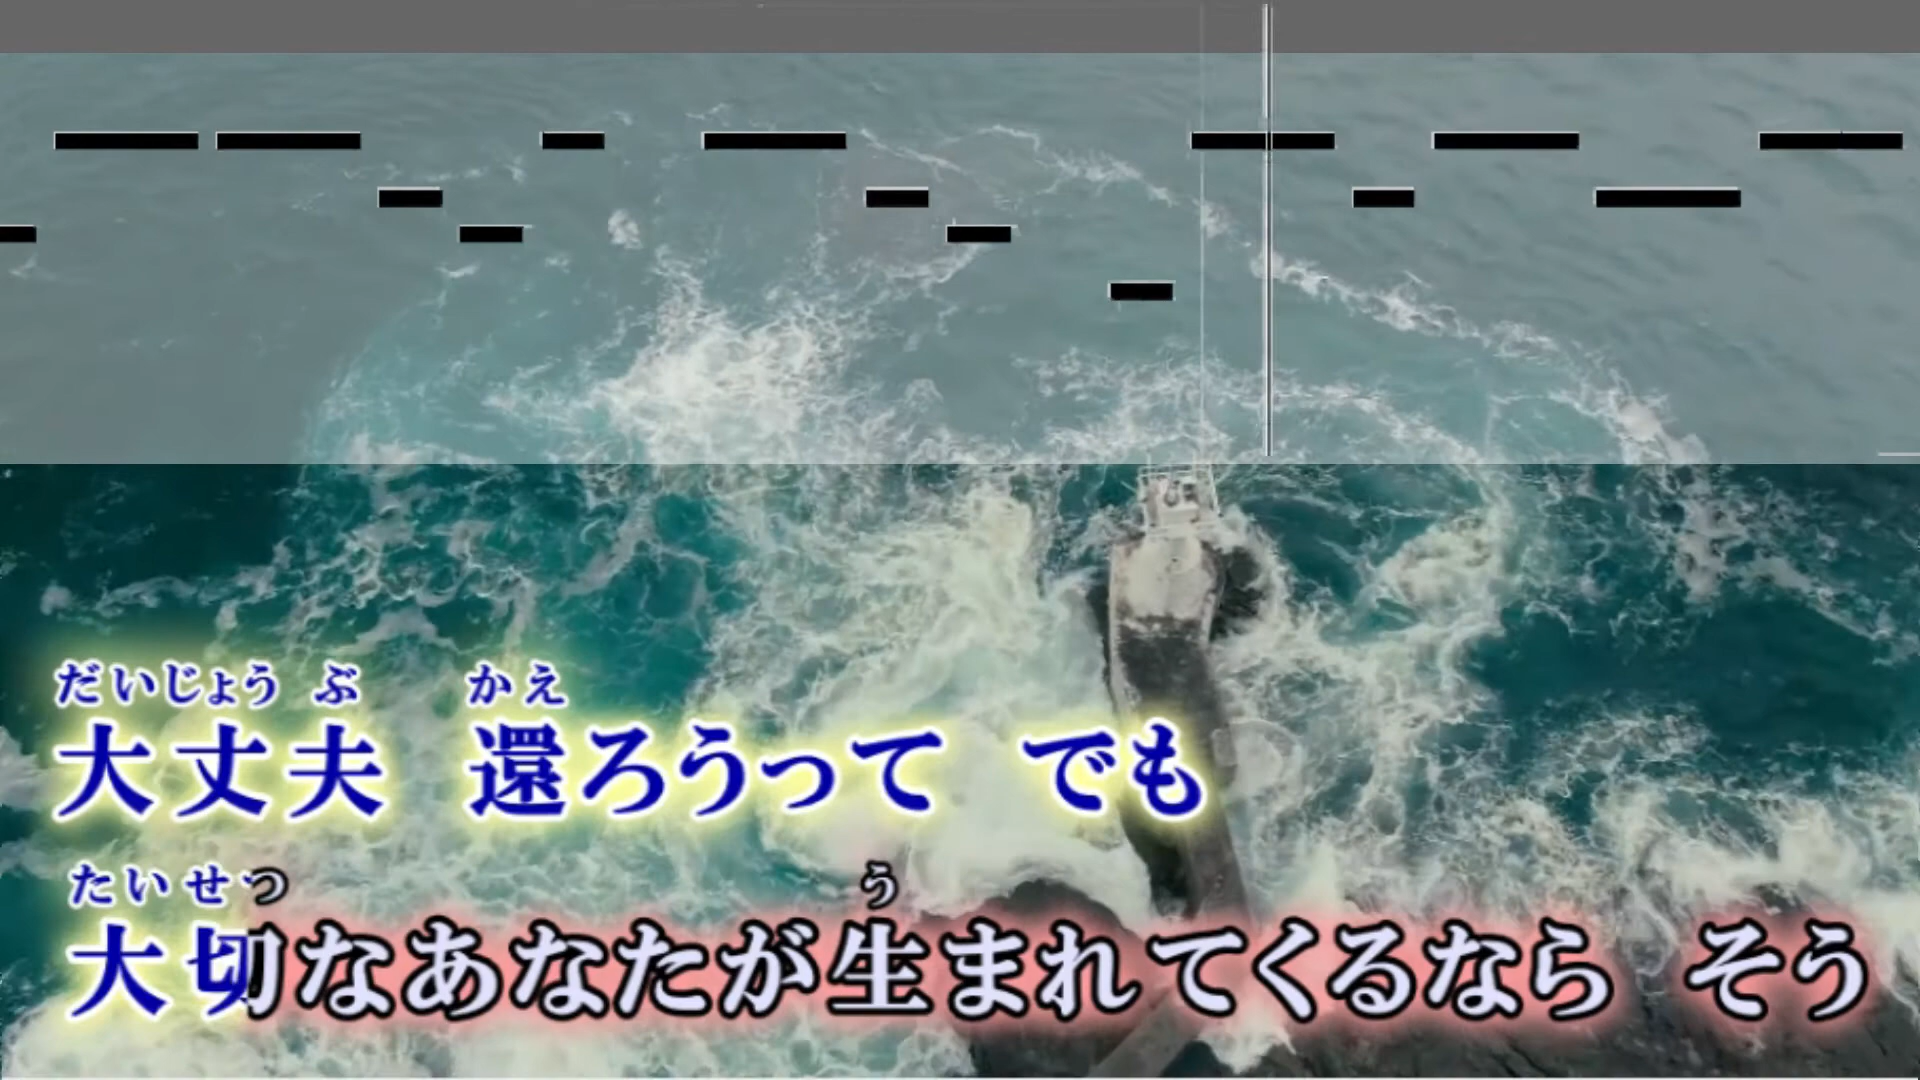 だいじょうぶ かえ
大丈夫 還ろうって でも
たいせつ う
大切なあなたが生まれてくるなら そう